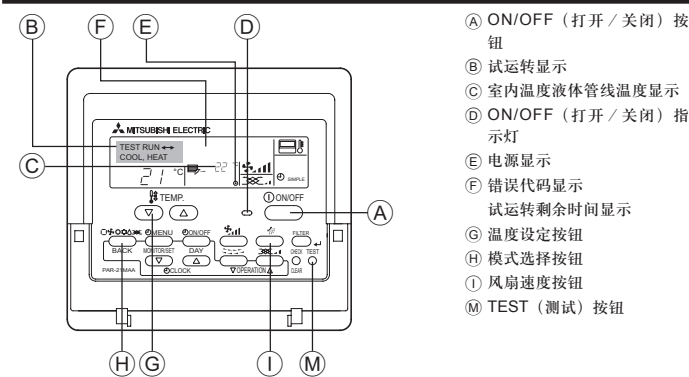 B
F
E
D
MITSUBISHI ELECTRIC
TEST RUN
COOL, HEAT
C
21 °C
22 °
SIMPLE
TEMP.
ON/OFF
A
MENU
ON/OFF
FILTER
BACK
MONITOR/SET
DAY
CHECK
TEST
PAR-21MAA
CLOCK
OPERATION
CLEAR
H
G
I
M
A ON/OFF（打开／关闭）按
钮
B 试运转显示
C 室内温度液体管线温度显示
D ON/OFF（打开／关闭）指
示灯
E 电源显示
F 错误代码显示
试运转剩余时间显示
G 温度设定按钮
H 模式选择按钮
I 风扇速度按钮
M TEST（测试）按钮